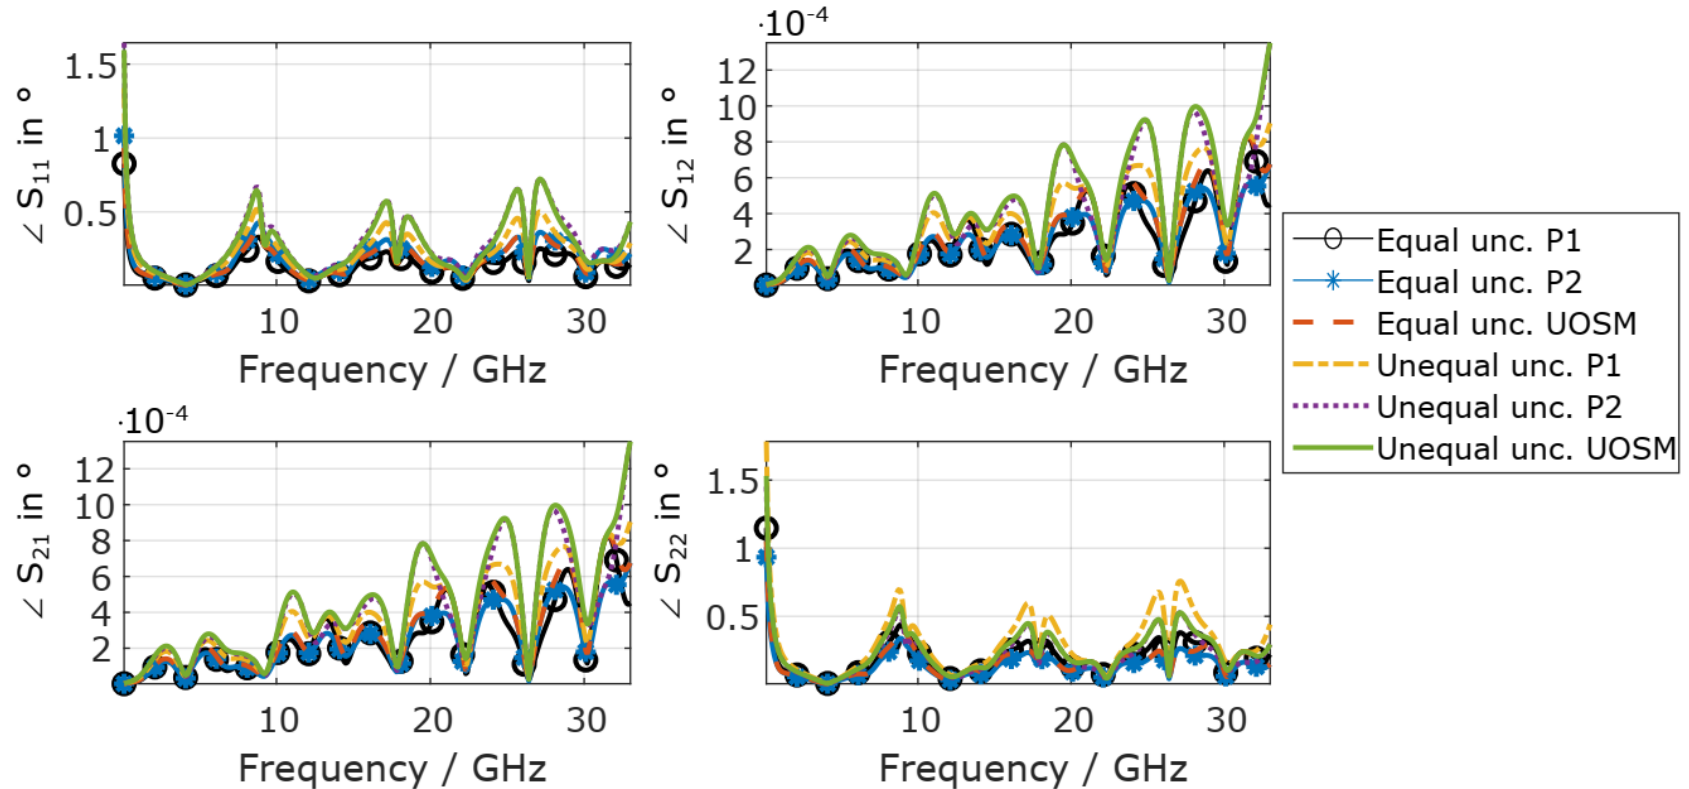 ∠ S11 in °
1.5
1
0.5
10
20
30
Frequency / GHz
∠ S12 in °
·10-4
12
10
8
6
4
2
10
20
30
Frequency / GHz
∠ S21 in °
·10-4
12
10
8
6
4
2
10
20
30
Frequency / GHz
∠ S22 in °
1.5
1
0.5
10
20
30
Frequency / GHz
Equal unc. P1
Equal unc. P2
Equal unc. UOSM
Unequal unc. P1
Unequal unc. P2
Unequal unc. UOSM